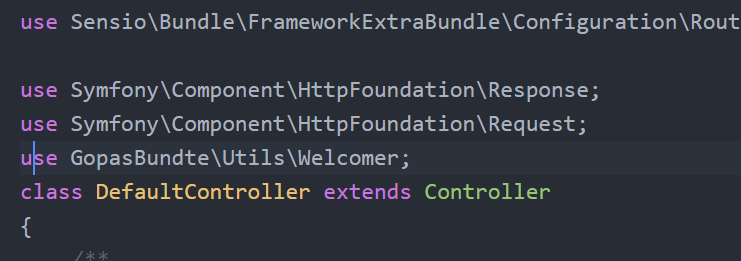 use Sensio\Bundle\FrameworkExtraBundle\Configuration\Rout
use Symfony\Component\HttpFoundation\Response;
use Symfony\Component\HttpFoundation\Request;
use GopasBundte\Utils\Welcomer;
class DefaultController extends Controller
{
/**